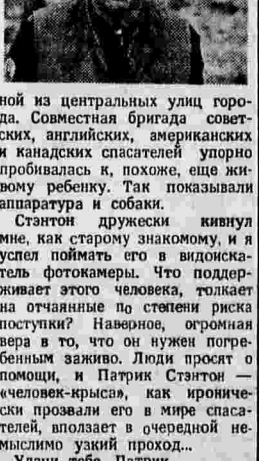 ной из центральных улиц горо-
да. Совместная бригада совет-
ских, английских, американских
и канадских спасателей упорно
пробивалась к, похоже, еще жи-
вому ребенку. Так показывали
аппаратура и собаки.
Стэнтон дружески кивнул
мне, как старому знакомому, и я
успел поймать его в видоиска-
тель фотокамеры. Что поддер-
живает этого человека, толкает
на отчаянные по степени риска
поступки? Наверное, огромная
вера в то, что он нужен погре-
бенным заживо. Люди просят о
помощи, и Патрик Стэнтон —
«человек-крыса», как ирониче-
ски прозвали его в мире спаса-
телей, вползает в очередной не-
мыслимо узкий проход...
Удачи тебе, Патрик